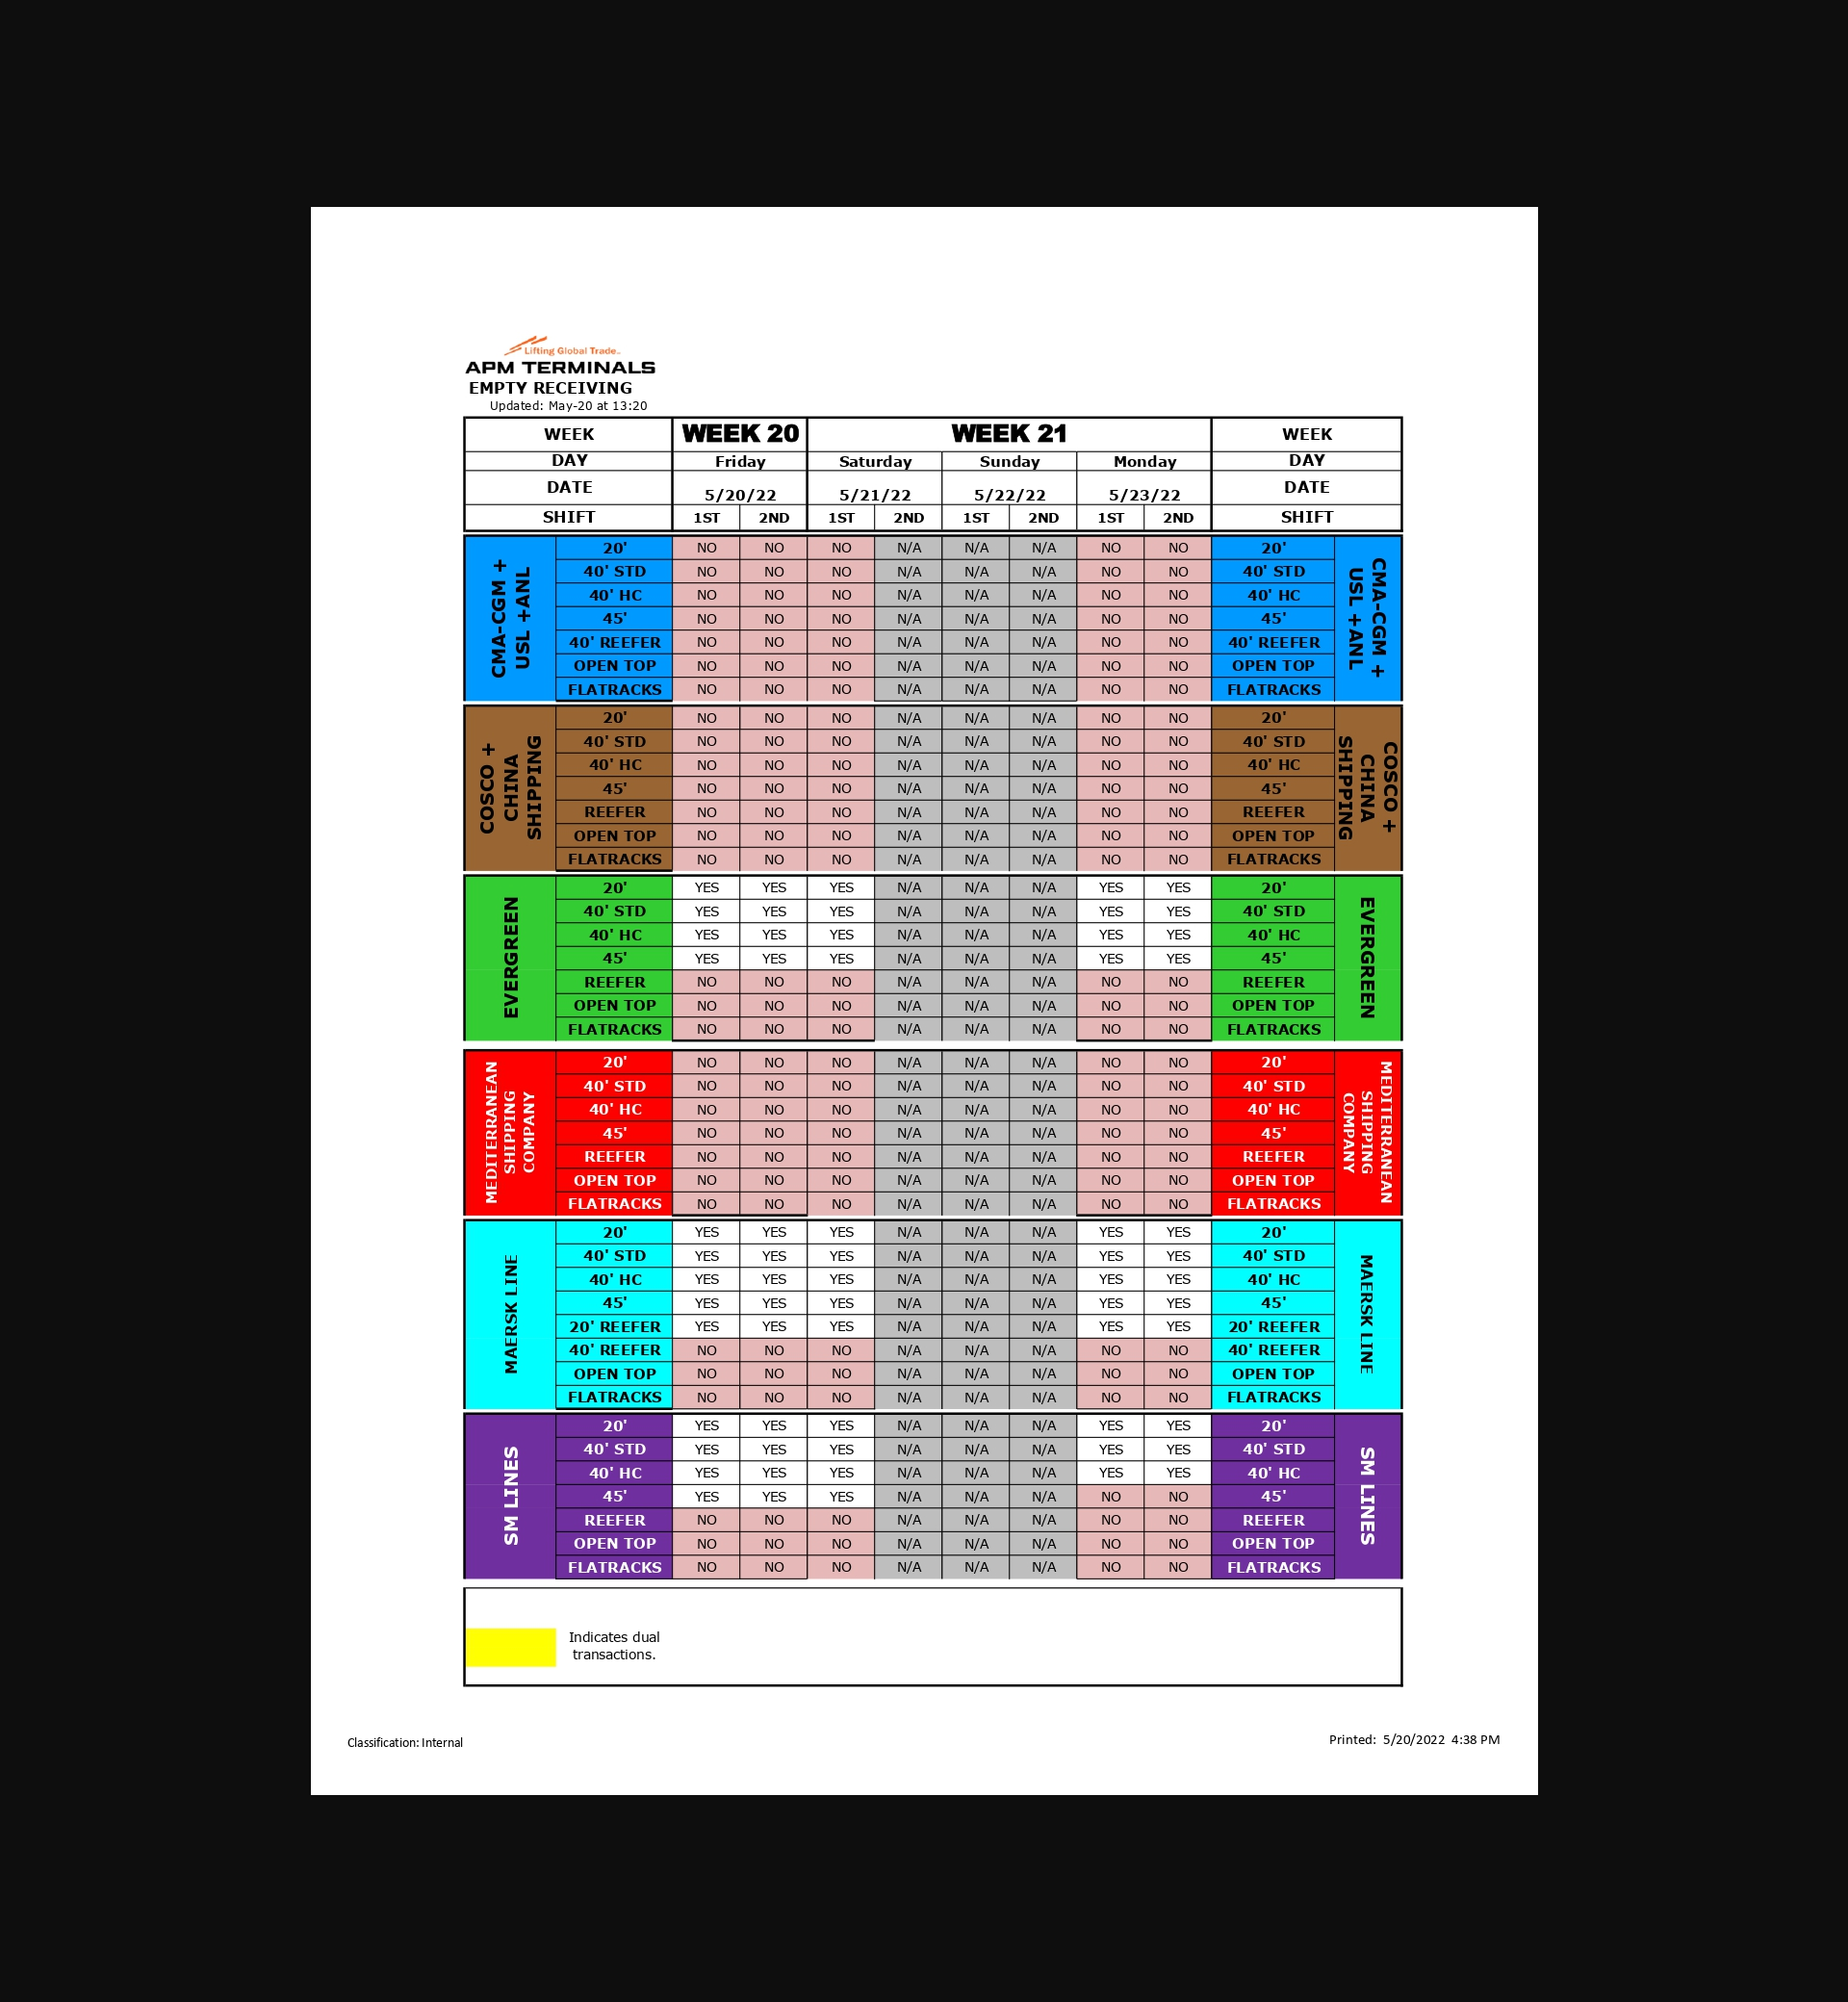 Lifting Global Trade.
APM TERMINALS
EMPTY RECEIVING
Updated: May-20 at 13:20
WEEK WEEK 20 WEEK 21 WEEK
DAY Friday Saturday Sunday Monday DAY
DATE 5/20/22 5/21/22 5/22/22 5/23/22 DATE
SHIFT 1ST 2ND 1ST 2ND 1ST 2ND 1ST 2ND SHIFT
CMA-CGM +
USL +ANL
20' NO NO NO N/A N/A N/A NO NO 20'
40' STD NO NO NO N/A N/A N/A NO NO 40' STD
40' HC NO NO NO N/A N/A N/A NO NO 40' HC
45' NO NO NO N/A N/A N/A NO NO 45'
40' REEFER NO NO NO N/A N/A N/A NO NO 40' REEFER
OPEN TOP NO NO NO N/A N/A N/A NO NO OPEN TOP
FLATRACKS NO NO NO N/A N/A N/A NO NO FLATRACKS
CMA-CGM +
USL +ANL
COSCO +
CHINA
SHIPPING
20' NO NO NO N/A N/A N/A NO NO 20'
40' STD NO NO NO N/A N/A N/A NO NO 40' STD
40' HC NO NO NO N/A N/A N/A NO NO 40' HC
45' NO NO NO N/A N/A N/A NO NO 45'
REEFER NO NO NO N/A N/A N/A NO NO REEFER
OPEN TOP NO NO NO N/A N/A N/A NO NO OPEN TOP
FLATRACKS NO NO NO N/A N/A N/A NO NO FLATRACKS
COSCO +
CHINA
SHIPPING
EVERGREEN
20' YES YES YES N/A N/A N/A YES YES 20'
40' STD YES YES YES N/A N/A N/A YES YES 40' STD
40' HC YES YES YES N/A N/A N/A YES YES 40' HC
45' YES YES YES N/A N/A N/A YES YES 45'
REEFER NO NO NO N/A N/A N/A NO NO REEFER
OPEN TOP NO NO NO N/A N/A N/A NO NO OPEN TOP
FLATRACKS NO NO NO N/A N/A N/A NO NO FLATRACKS
EVERGREEN
MEDITERRANEAN
SHIPPING
COMPANY
20' NO NO NO N/A N/A N/A NO NO 20'
40' STD NO NO NO N/A N/A N/A NO NO 40' STD
40' HC NO NO NO N/A N/A N/A NO NO 40' HC
45' NO NO NO N/A N/A N/A NO NO 45'
REEFER NO NO NO N/A N/A N/A NO NO REEFER
OPEN TOP NO NO NO N/A N/A N/A NO NO OPEN TOP
FLATRACKS NO NO NO N/A N/A N/A NO NO FLATRACKS
MEDITERRANEAN
SHIPPING
COMPANY
MAERSK LINE
20' YES YES YES N/A N/A N/A YES YES 20'
40' STD YES YES YES N/A N/A N/A YES YES 40' STD
40' HC YES YES YES N/A N/A N/A YES YES 40' HC
45' YES YES YES N/A N/A N/A YES YES 45'
20' REEFER YES YES YES N/A N/A N/A YES YES 20' REEFER
40' REEFER NO NO NO N/A N/A N/A NO NO 40' REEFER
OPEN TOP NO NO NO N/A N/A N/A NO NO OPEN TOP
FLATRACKS NO NO NO N/A N/A N/A NO NO FLATRACKS
MAERSK LINE
SM LINES
20' YES YES YES N/A N/A N/A YES YES 20'
40' STD YES YES YES N/A N/A N/A YES YES 40' STD
40' HC YES YES YES N/A N/A N/A YES YES 40' HC
45' YES YES YES N/A N/A N/A NO NO 45'
REEFER NO NO NO N/A N/A N/A NO NO REEFER
OPEN TOP NO NO NO N/A N/A N/A NO NO OPEN TOP
FLATRACKS NO NO NO N/A N/A N/A NO NO FLATRACKS
SM LINES
Indicates dual
transactions.
Classification: Internal
Printed: 5/20/2022 4:38 PM